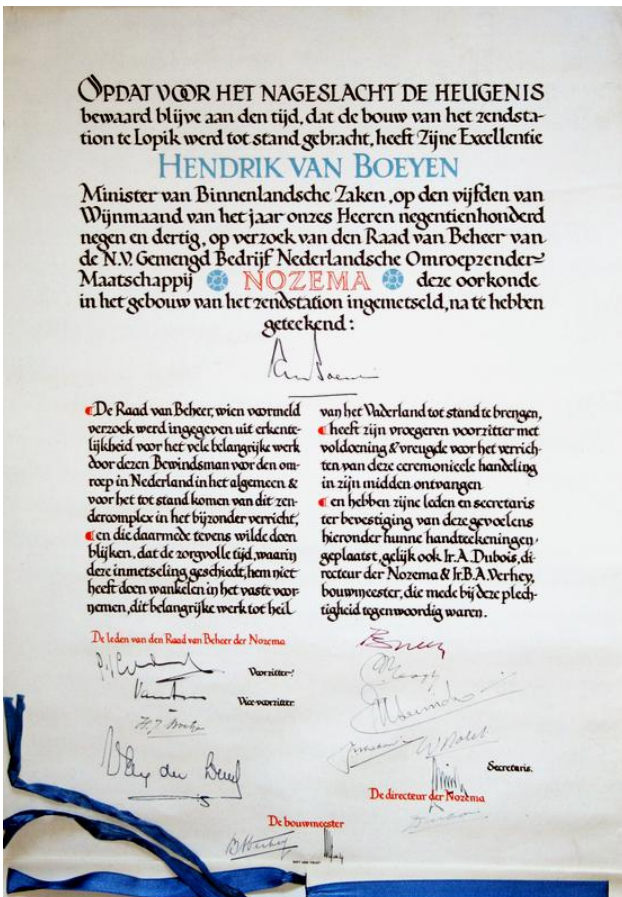 OPDAT VOOR HET NAGESLACHT DE HEUGENIS
bewaard blijve aan den tijd, dat de bouw van het zendsta-
tion te Lopik werd tot stand gebracht, heeft Zijne Excellentie
HENDRIK VAN BOEYEN
Minister van Binnenlandsche Zaken, op den vijfden van
Wijnmaand van het jaar onzes Heeren negentienhonderd
negen en dertig, op verzoek van den Raad van Beheer van
de N.V. Gemengd Bedrijf Nederlandsche Omroepzender-
Maatschappij NOZEMA deze oorkonde
in het gebouw van het zendstation ingemetseld, na te hebben
geteekend:
De Raad van Beheer, wien voormeld
verzoek werd ingegeven uit erkente-
lijkheid voor het vele belangrijke werk
door dezen Bewindsman voor den om-
roep in Nederland in het algemeen &
voor het tot stand komen van dit zen-
dercomplex in het bijzonder verricht,
en die daarmede tevens wilde doen
blijken, dat de zorgvolle tijd, waarin
deze inmetseling geschiedt, hem niet
heeft doen wankelen in het vaste voor-
nemen, dit belangrijke werk tot heil
van het Vaderland tot stand te brengen,
heeft zijn vroegeren voorzitter met
voldoening & vreugde voor het verrich-
ten van deze ceremonieele handeling
in zijn midden ontvangen
en hebben zijne leden en secretaris
ter bevestiging van deze gevoelens
hieronder hunne handteekeningen
geplaatst, gelijk ook Ir. A. Dubois, di-
recteur der Nozema & Ir. B.A. Verhey,
bouwmeester, die mede bij deze plech-
tigheid tegenwoordig waren.
De leden van den Raad van Beheer der Nozema
Voorzitter
Vice-voorzitter
Van der
Secretaris.
De directeur der Nozema
De bouwmeester